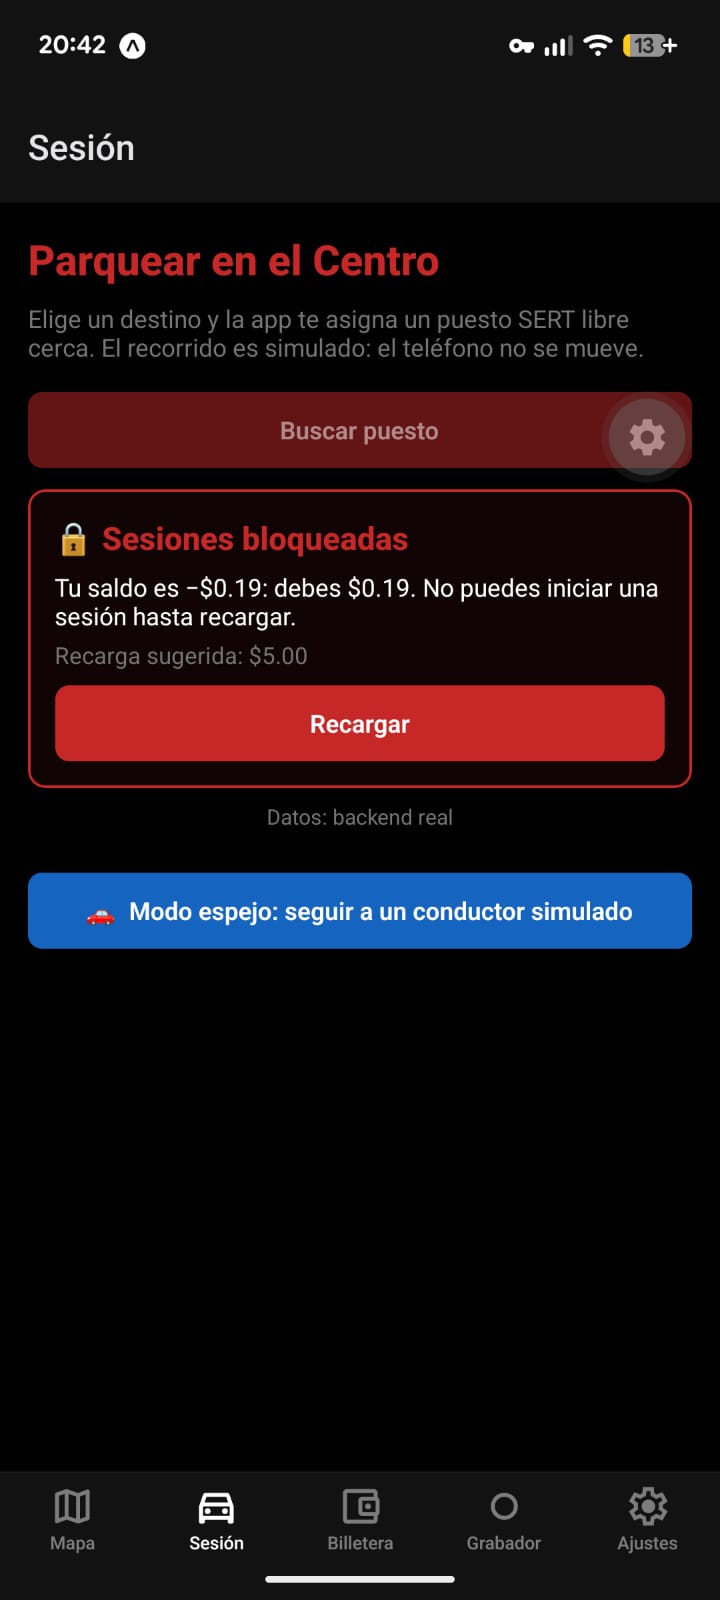 20:42
13+
Sesión
Parquear en el Centro
Elige un destino y la app te asigna un puesto SERT libre
cerca. El recorrido es simulado: el teléfono no se mueve.
Buscar puesto
Sesiones bloqueadas
Tu saldo es −$0.19: debes $0.19. No puedes iniciar una
sesión hasta recargar.
Recarga sugerida: $5.00
Recargar
Datos: backend real
Modo espejo: seguir a un conductor simulado
Mapa
Sesión
Billetera
Grabador
Ajustes